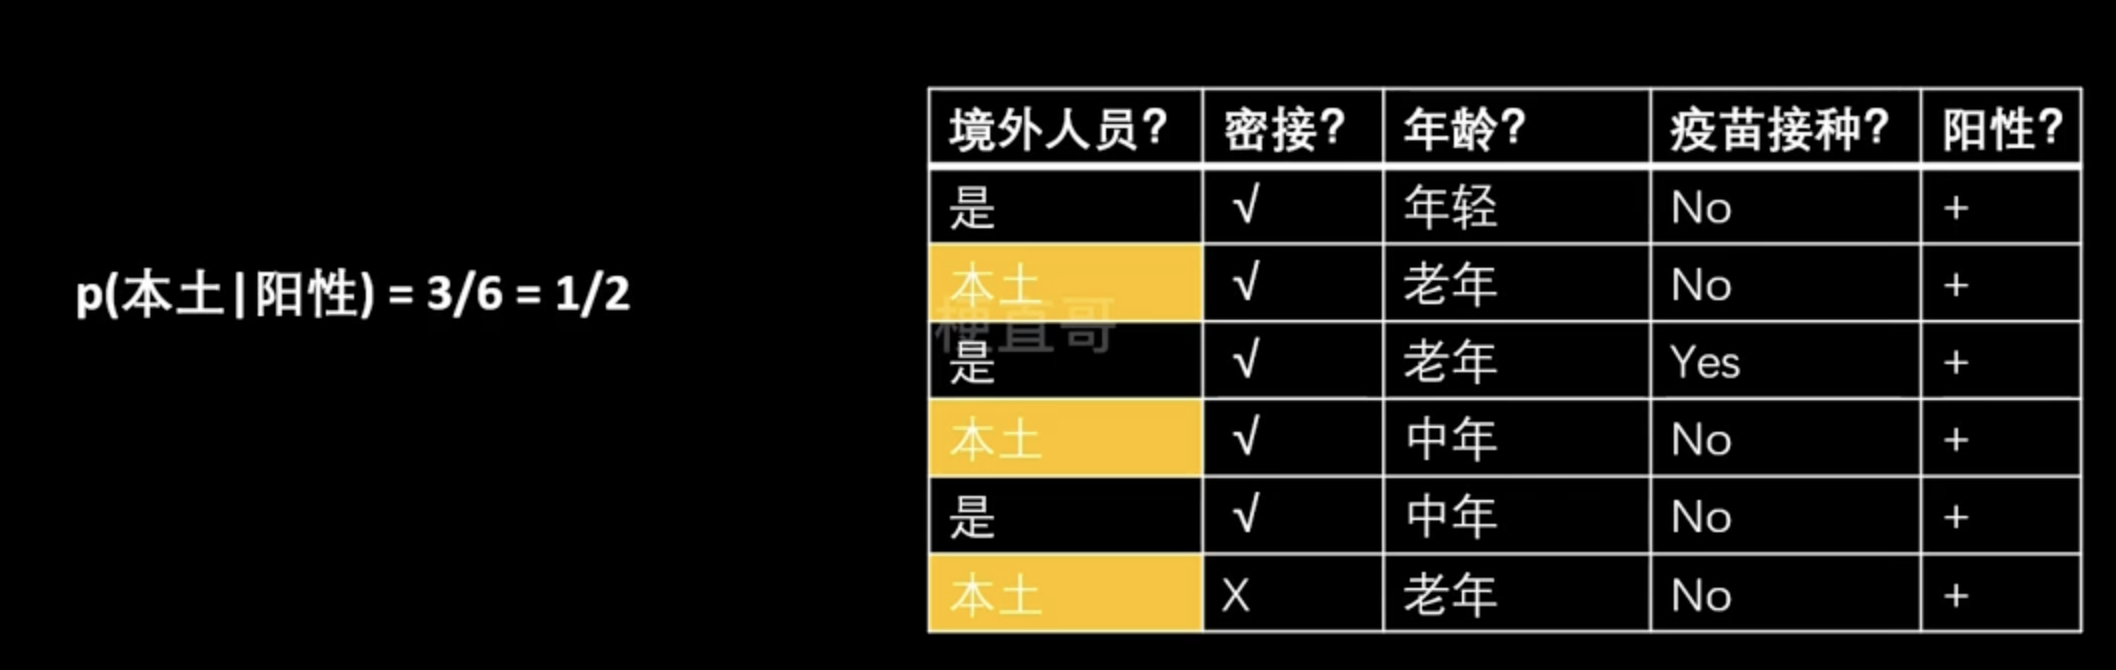 p(本土|阳性) = 3/6 = 1/2
境外人员? 密接? 年龄? 疫苗接种? 阳性?
是 √ 年轻 No +
本土 √ 老年 No +
梗直哥
是 √ 老年 Yes +
本土 √ 中年 No +
是 √ 中年 No +
本土 X 老年 No +